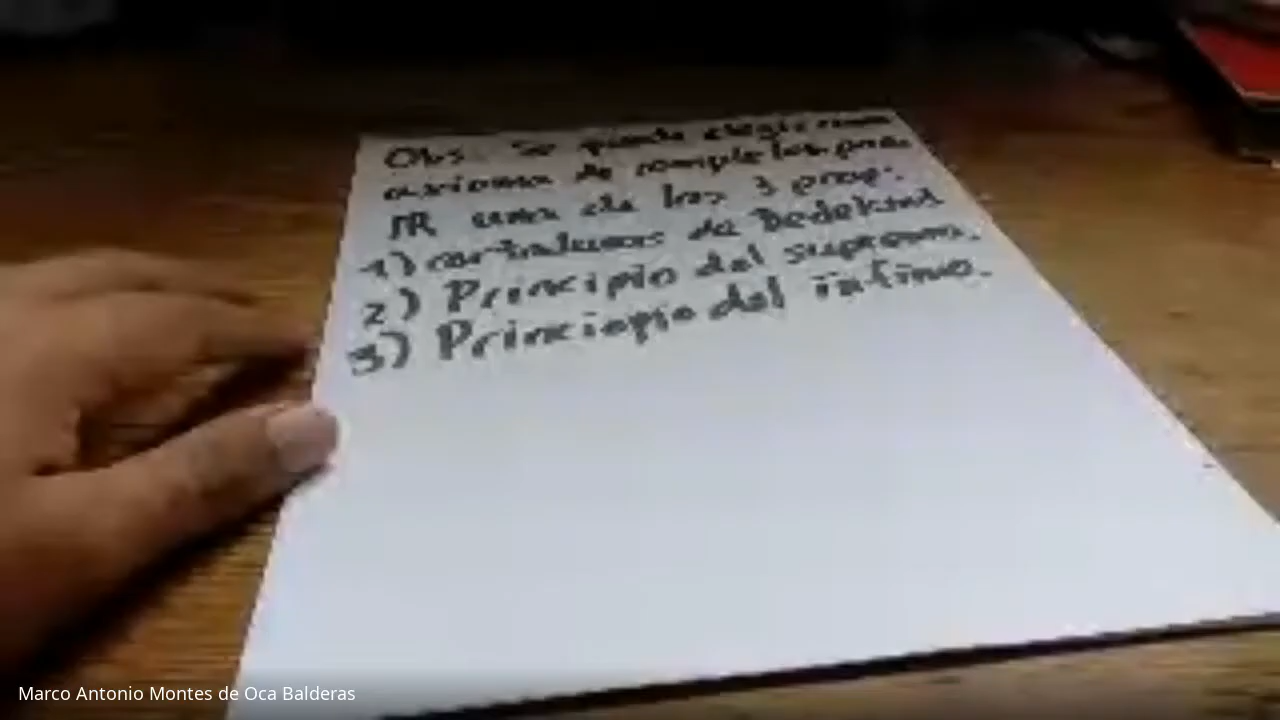 Obs. Se puede elegir como
axioma de completos para
IR una de las 3 prop.
1) cortaduras de Dedekind
2) Principio del supremo.
3) Principio del ínfimo.
Marco Antonio Montes de Oca Balderas